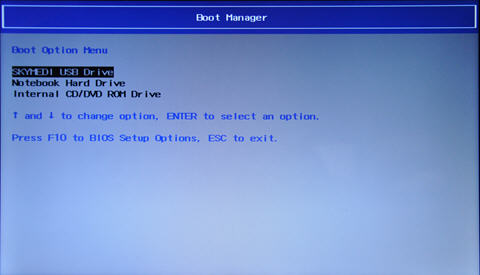 Boot Manager
Boot Option Menu
SKYMEDI USB Drive
Notebook Hard Drive
Internal CD/DVD ROM Drive
↑ and ↓ to change option, ENTER to select an option.
Press F10 to BIOS Setup Options, ESC to exit.